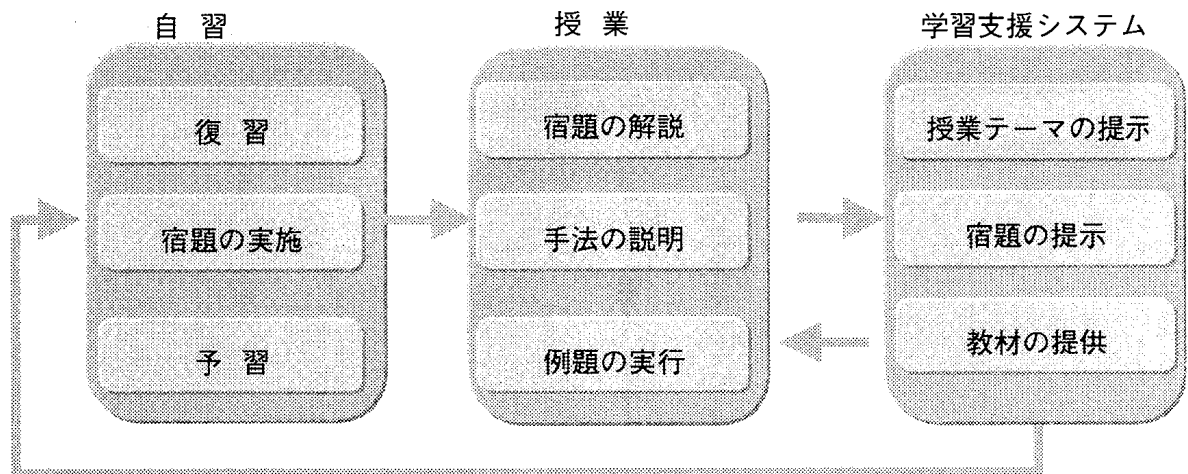 自 習
復 習
宿題の実施
予 習
授 業
宿題の解説
手法の説明
例題の実行
学習支援システム
授業テーマの提示
宿題の提示
教材の提供